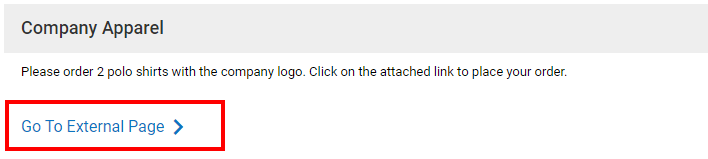 Company Apparel
Please order 2 polo shirts with the company logo. Click on the attached link to place your order.
Go To External Page